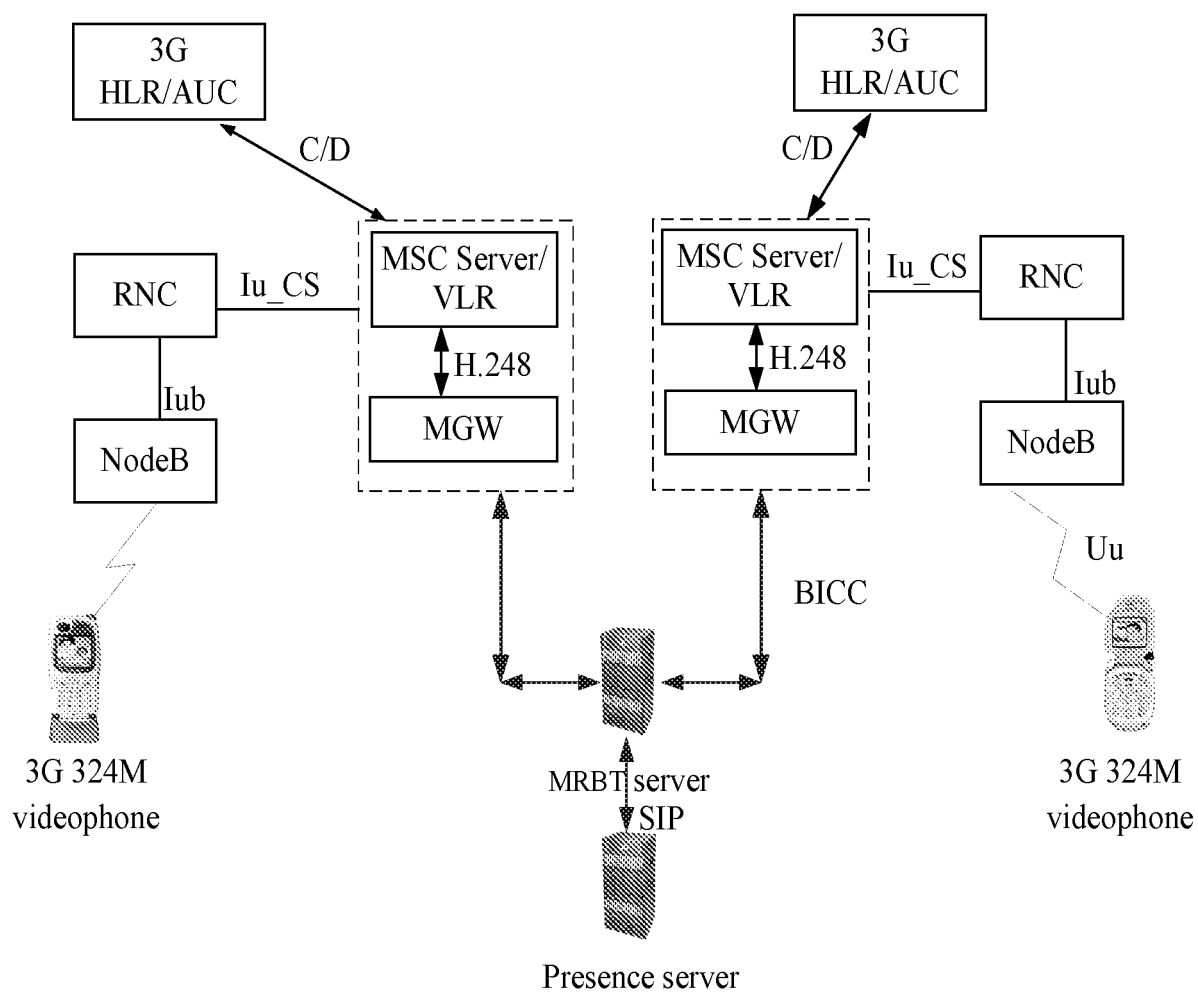 3G
HLR/AUC
3G
HLR/AUC
C/D
C/D
MSC Server/
VLR
MSC Server/
VLR
RNC
Iu_CS
Iu_CS
RNC
H.248
H.248
Iub
Iub
MGW
MGW
NodeB
NodeB
Uu
BICC
3G 324M
videophone
MRBT server
SIP
3G 324M
videophone
Presence server